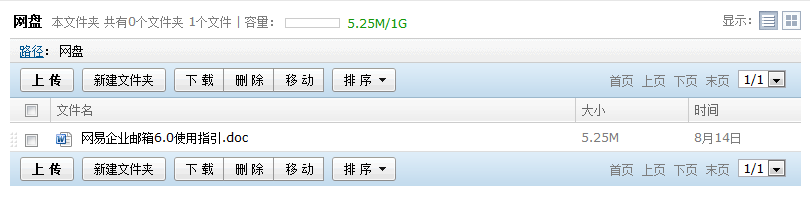 网盘 本文件夹 共有0个文件夹 1个文件 | 容量： 5.25M/1G 显示：
路径： 网盘
上 传 新建文件夹 下 载 删 除 移 动 排 序 首页 上页 下页 末页 1/1
文件名 大小 时间
网易企业邮箱6.0使用指引.doc 5.25M 8月14日
上 传 新建文件夹 下 载 删 除 移 动 排 序 首页 上页 下页 末页 1/1